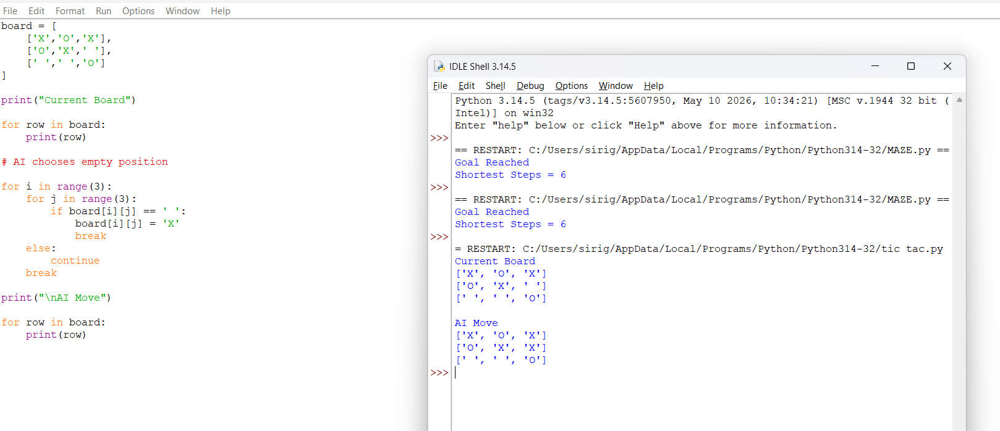 File Edit Format Run Options Window Help
board = [
    ['X','O','X'],
    ['O','X',' '],
    [' ',' ','O']
]

print("Current Board")

for row in board:
    print(row)

# AI chooses empty position

for i in range(3):
    for j in range(3):
        if board[i][j] == ' ':
            board[i][j] = 'X'
            break
    else:
        continue
    break

print("\nAI Move")

for row in board:
    print(row)

IDLE Shell 3.14.5
File Edit Shell Debug Options Window Help
Python 3.14.5 (tags/v3.14.5:5607950, May 10 2026, 10:34:21) [MSC v.1944 32 bit (
Intel)] on win32
Enter "help" below or click "Help" above for more information.
>>>
== RESTART: C:/Users/sirig/AppData/Local/Programs/Python/Python314-32/MAZE.py ==
Goal Reached
Shortest Steps = 6
>>>
== RESTART: C:/Users/sirig/AppData/Local/Programs/Python/Python314-32/MAZE.py ==
Goal Reached
Shortest Steps = 6
>>>
= RESTART: C:/Users/sirig/AppData/Local/Programs/Python/Python314-32/tic tac.py
Current Board
['X', 'O', 'X']
['O', 'X', ' ']
[' ', ' ', 'O']

AI Move
['X', 'O', 'X']
['O', 'X', 'X']
[' ', ' ', 'O']
>>>